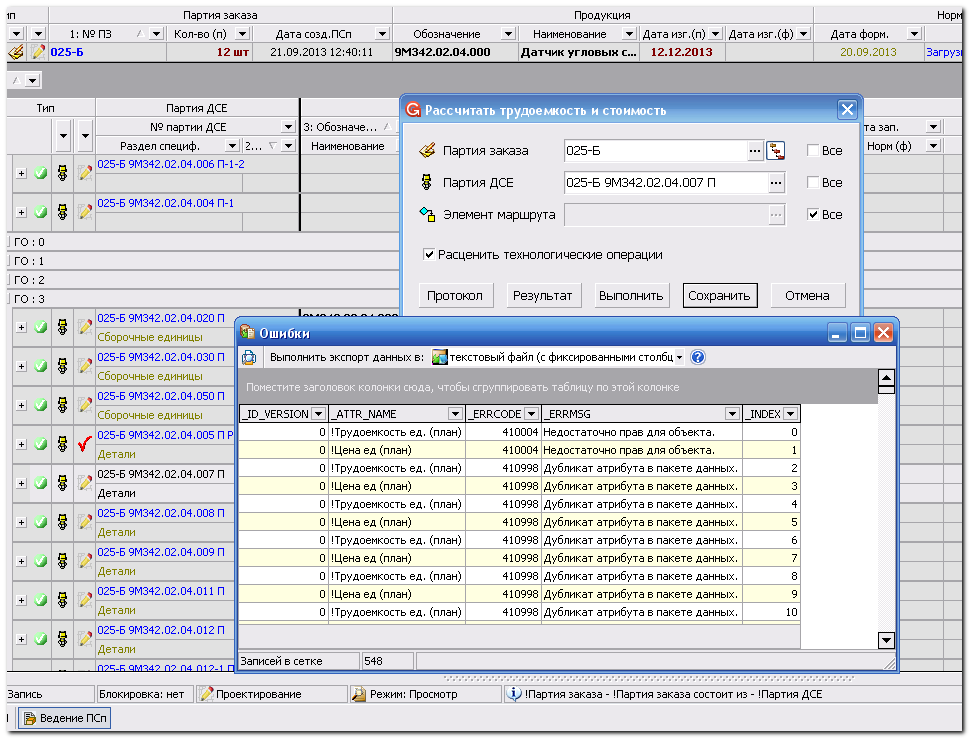 ип Партия заказа Продукция Норм
1: № ПЗ Кол-во (п) Дата созд.ПСп Обозначение Наименование Дата изг.(п) Дата изг.(ф) Дата форм.
025-Б 12 шт 21.09.2013 12:40:11 9М342.02.04.000 Датчик угловых с... 12.12.2013 20.09.2013 Загрузи
Тип Партия ДСЕ
№ партии ДСЕ 3: Обозначе... та зап.
Раздел специф. 2... Наименование Норм (ф)
025-Б 9М342.02.04.006 П-1-2
025-Б 9М342.02.04.004 П-1
ГО : 0
ГО : 1
ГО : 2
ГО : 3
025-Б 9М342.02.04.020 П
Сборочные единицы
025-Б 9М342.02.04.030 П
Сборочные единицы
025-Б 9М342.02.04.050 П
Сборочные единицы
025-Б 9М342.02.04.005 П Р
Детали
025-Б 9М342.02.04.007 П
Детали
025-Б 9М342.02.04.008 П
Детали
025-Б 9М342.02.04.009 П
Детали
025-Б 9М342.02.04.011 П
Детали
025-Б 9М342.02.04.012 П
Детали
025-Б 9М342.02.04.012-1 П
Рассчитать трудоемкость и стоимость
Партия заказа 025-Б ... Все
Партия ДСЕ 025-Б 9М342.02.04.007 П ... Все
Элемент маршрута ... Все
Расценить технологические операции
Протокол Результат Выполнить Сохранить Отмена
Ошибки
Выполнить экспорт данных в: текстовый файл (с фиксированными столбц
Поместите заголовок колонки сюда, чтобы сгруппировать таблицу по этой колонке
_ID_VERSION _ATTR_NAME _ERRCODE _ERRMSG _INDEX
0 !Трудоемкость ед. (план) 410004 Недостаточно прав для объекта. 0
0 !Цена ед (план) 410004 Недостаточно прав для объекта. 1
0 !Трудоемкость ед. (план) 410998 Дубликат атрибута в пакете данных. 2
0 !Цена ед (план) 410998 Дубликат атрибута в пакете данных. 3
0 !Трудоемкость ед. (план) 410998 Дубликат атрибута в пакете данных. 4
0 !Цена ед (план) 410998 Дубликат атрибута в пакете данных. 5
0 !Трудоемкость ед. (план) 410998 Дубликат атрибута в пакете данных. 6
0 !Цена ед (план) 410998 Дубликат атрибута в пакете данных. 7
0 !Трудоемкость ед. (план) 410998 Дубликат атрибута в пакете данных. 8
0 !Цена ед (план) 410998 Дубликат атрибута в пакете данных. 9
0 !Трудоемкость ед. (план) 410998 Дубликат атрибута в пакете данных. 10
Записей в сетке 548
Запись Блокировка: нет Проектирование Режим: Просмотр !Партия заказа - !Партия заказа состоит из - !Партия ДСЕ
Ведение ПСп